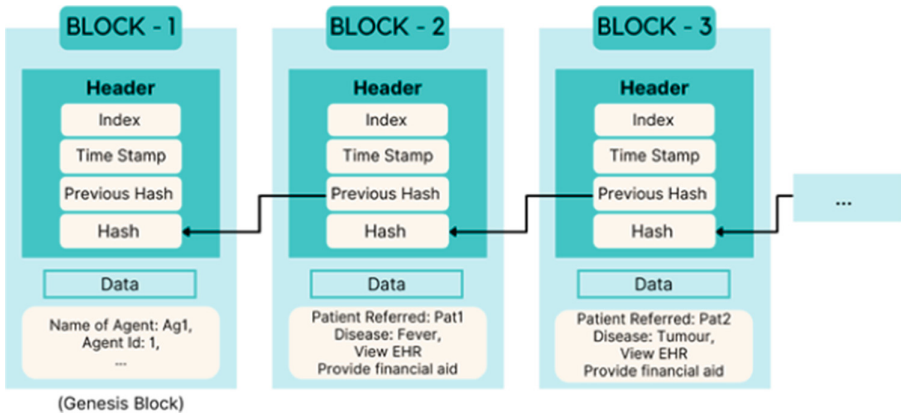 BLOCK - 1
Header
Index
Time Stamp
Previous Hash
Hash
Data
Name of Agent: Ag1,
Agent Id: 1,
...
(Genesis Block)
BLOCK - 2
Header
Index
Time Stamp
Previous Hash
Hash
Data
Patient Referred: Pat1
Disease: Fever,
View EHR
Provide financial aid
BLOCK - 3
Header
Index
Time Stamp
Previous Hash
Hash
Data
Patient Referred: Pat2
Disease: Tumour,
View EHR
Provide financial aid
...